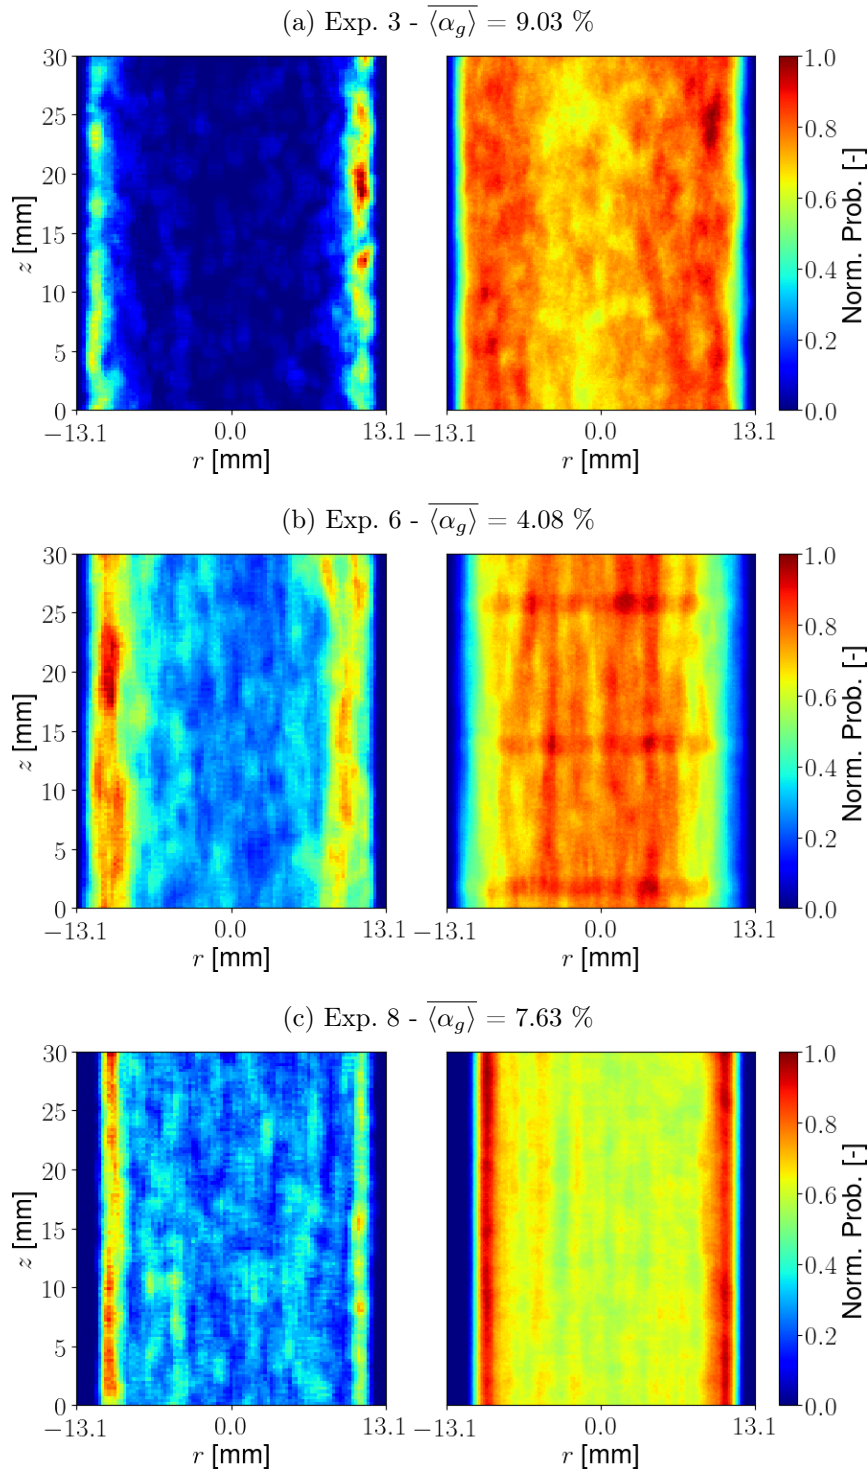 (a) Exp. 3 - \overline{⟨α_g⟩} = 9.03 %
30
25
20
15
10
5
0
z [mm]
−13.1 0.0 13.1
r [mm]
−13.1 0.0 13.1
r [mm]
1.0
0.8
0.6
0.4
0.2
0.0
Norm. Prob. [-]
(b) Exp. 6 - \overline{⟨α_g⟩} = 4.08 %
30
25
20
15
10
5
0
z [mm]
−13.1 0.0 13.1
r [mm]
−13.1 0.0 13.1
r [mm]
1.0
0.8
0.6
0.4
0.2
0.0
Norm. Prob. [-]
(c) Exp. 8 - \overline{⟨α_g⟩} = 7.63 %
30
25
20
15
10
5
0
z [mm]
−13.1 0.0 13.1
r [mm]
−13.1 0.0 13.1
r [mm]
1.0
0.8
0.6
0.4
0.2
0.0
Norm. Prob. [-]